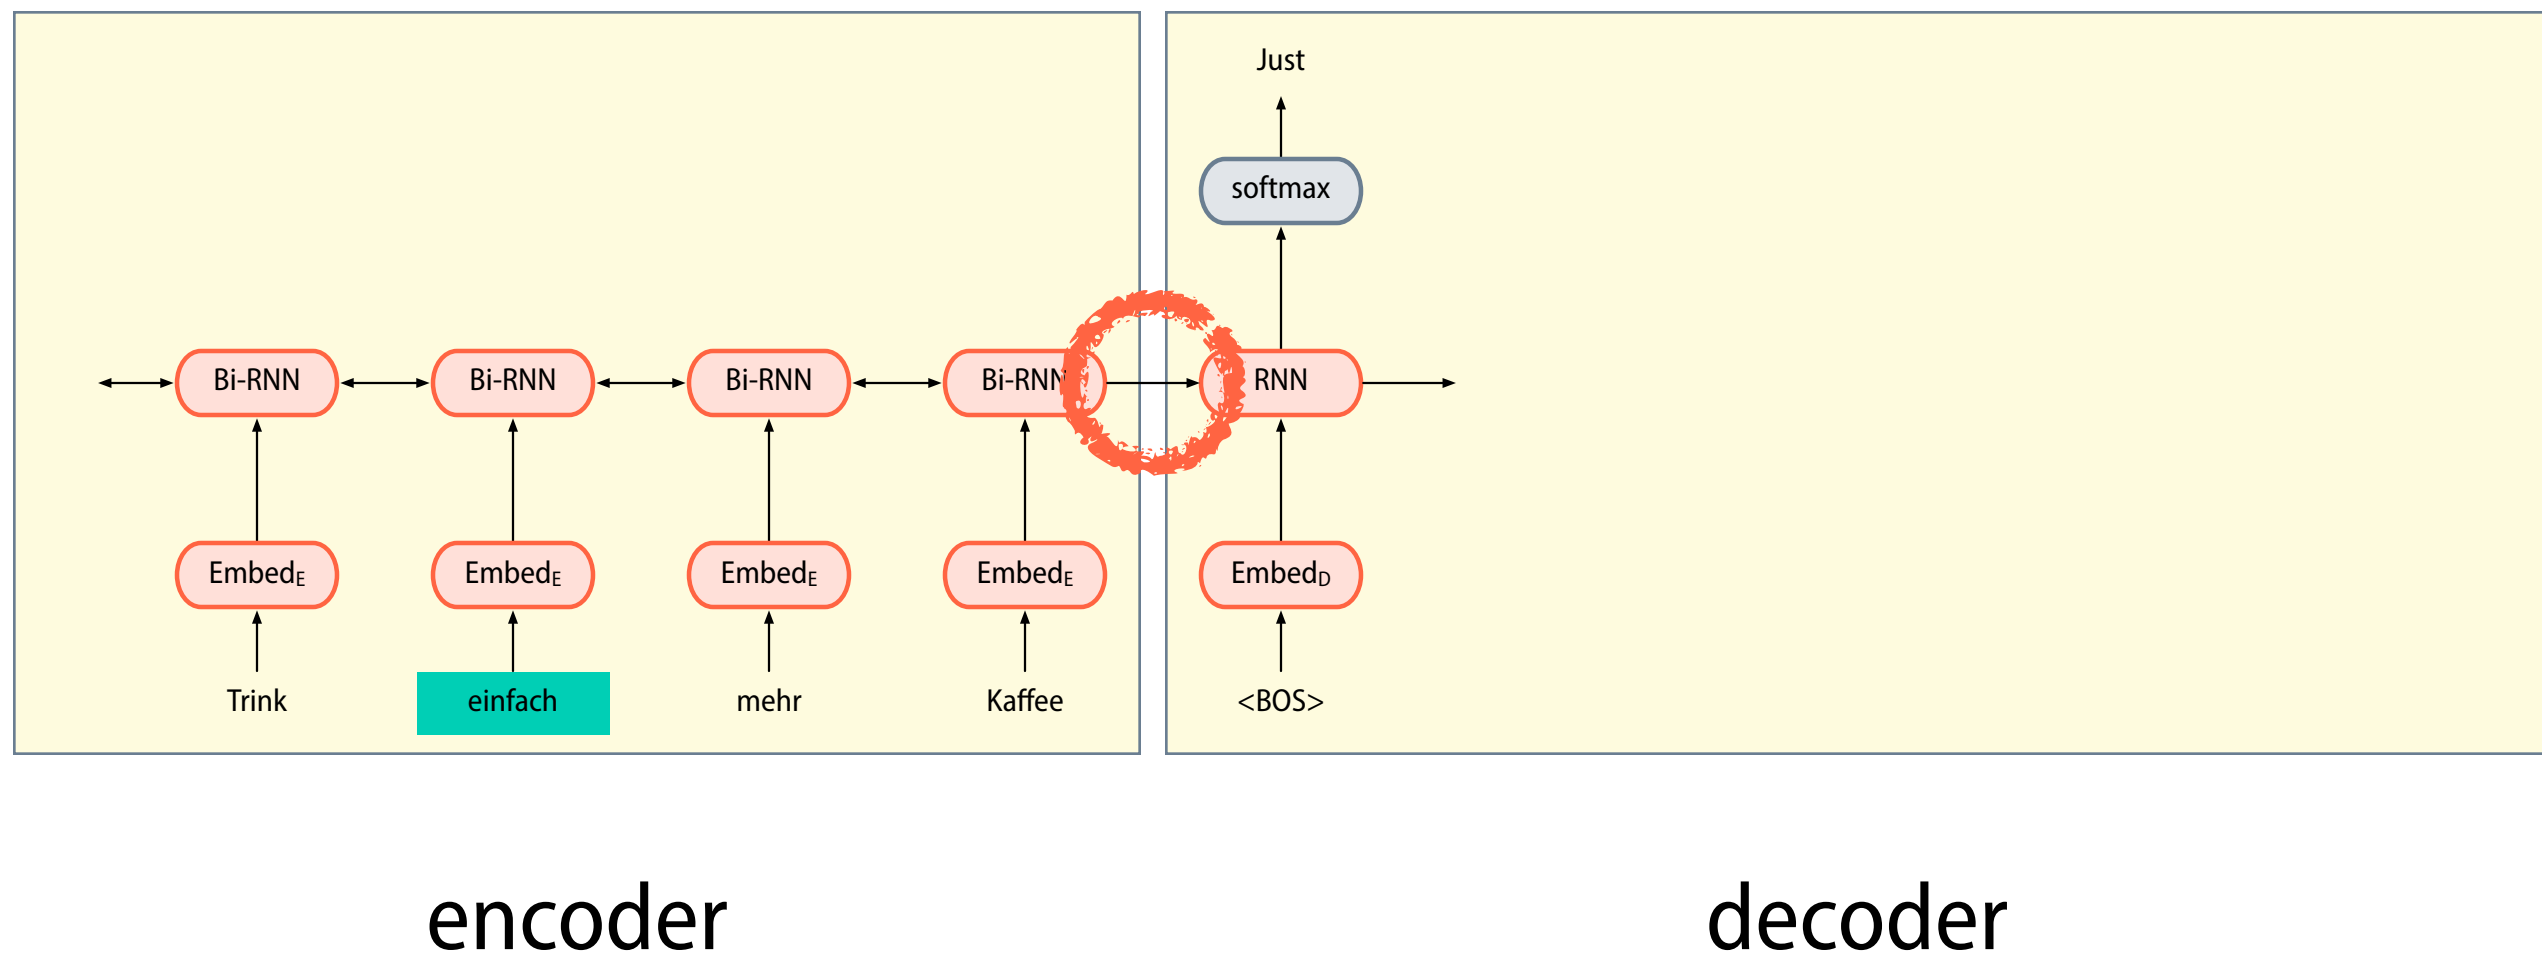 Just
softmax
Bi-RNN Bi-RNN Bi-RNN Bi-RNN RNN
EmbedE EmbedE EmbedE EmbedE EmbedD
Trink einfach mehr Kaffee <BOS>
encoder decoder